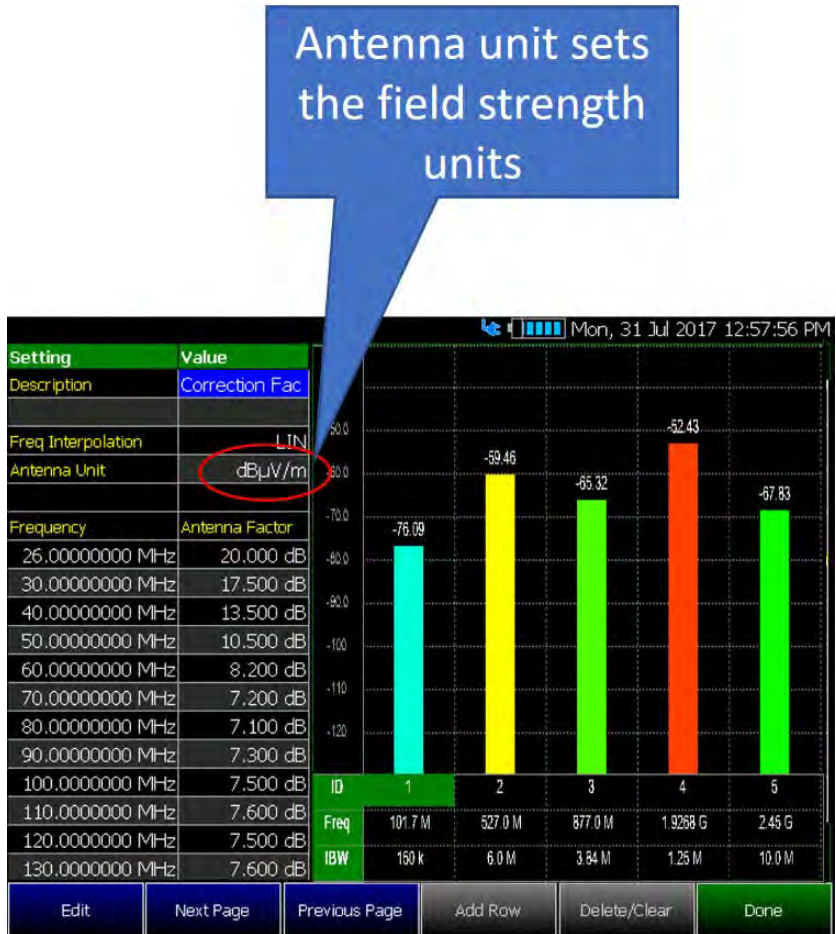 Antenna unit sets
the field strength
units
Mon, 31 Jul 2017 12:57:56 PM
Setting Value
Description Correction Fac
Freq Interpolation LIN
Antenna Unit dBµV/m
Frequency Antenna Factor
26.00000000 MHz 20.000 dB
30.00000000 MHz 17.500 dB
40.00000000 MHz 13.500 dB
50.00000000 MHz 10.500 dB
60.00000000 MHz 8.200 dB
70.00000000 MHz 7.200 dB
80.00000000 MHz 7.100 dB
90.00000000 MHz 7.300 dB
100.0000000 MHz 7.500 dB
110.0000000 MHz 7.600 dB
120.0000000 MHz 7.500 dB
130.0000000 MHz 7.600 dB
-70.0
-80.0
-90.0
-100
-110
-120
-76.09
-59.46
-65.32
-52.43
-67.83
ID 1 2 3 4 5
Freq 101.7 M 527.0 M 877.0 M 1.9268 G 2.45 G
IBW 150 k 6.0 M 3.84 M 1.25 M 10.0 M
Edit Next Page Previous Page Add Row Delete/Clear Done